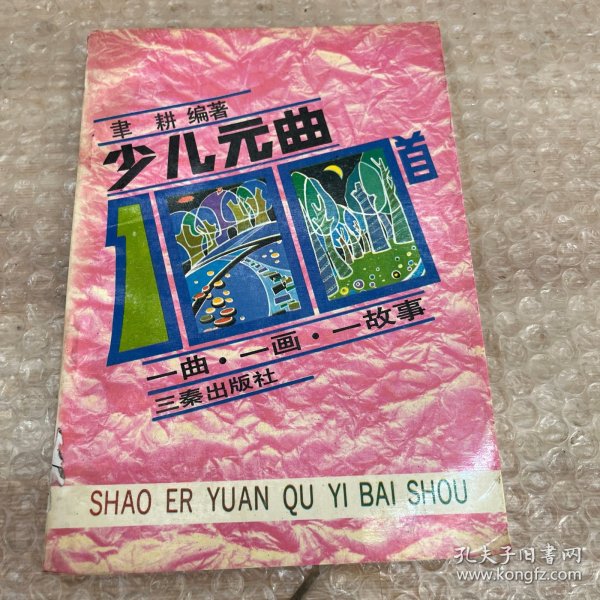 聿 耕 编著
少儿元曲
100首
一曲·一画·一故事
三秦出版社
SHAO ER YUAN QU YI BAI SHOU
孔夫子旧书网
www.kongfz.com